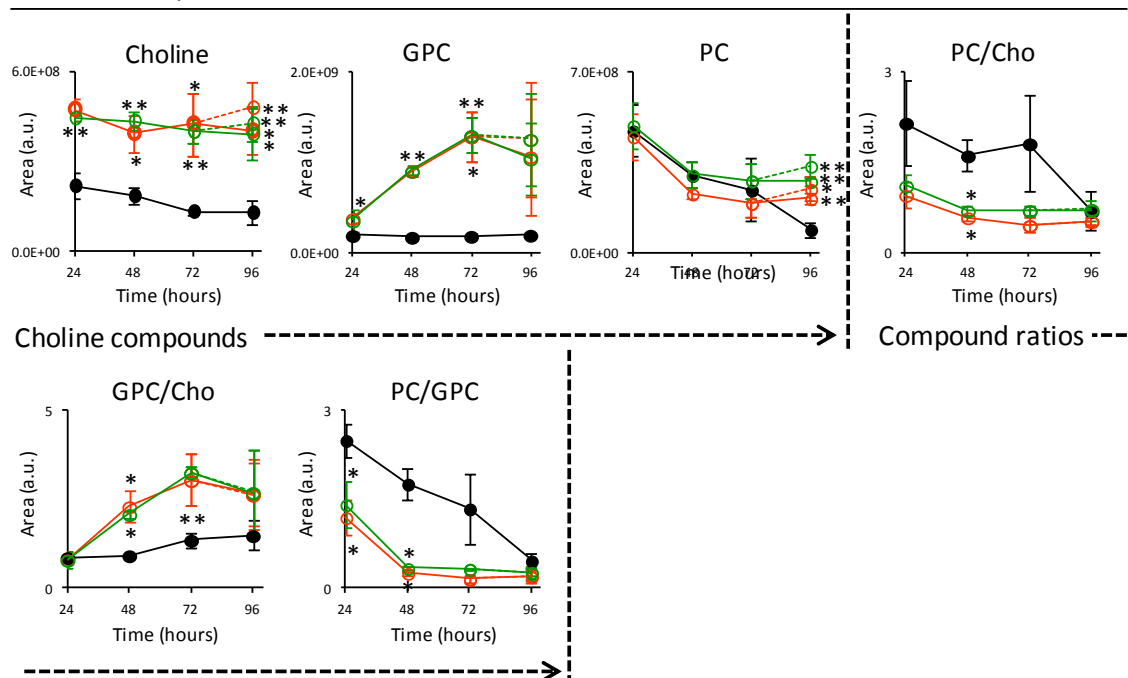 Choline
GPC
PC
PC/Cho
6.0E+08
0.0E+00
Area (a.u.)
24 48 72 96
Time (hours)
** ** * * ** ** ** * *
2.0E+09
0.0E+00
Area (a.u.)
24 48 72 96
Time (hours)
* ** ** *
7.0E+08
0.0E+00
Area (a.u.)
24 48 72 96
Time (hours)
** ** * **
3
0
Area (a.u.)
24 48 72 96
Time (hours)
* *
Choline compounds
Compound ratios
GPC/Cho
PC/GPC
5
0
Area (a.u.)
24 48 72 96
Time (hours)
* * **
3
0
Area (a.u.)
24 48 72 96
Time (hours)
* * * *